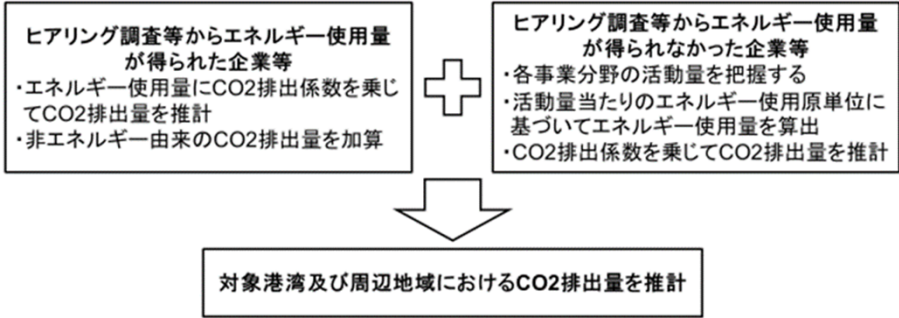 ヒアリング調査等からエネルギー使用量
が得られた企業等
・エネルギー使用量にCO2排出係数を乗じ
てCO2排出量を推計
・非エネルギー由来のCO2排出量を加算
ヒアリング調査等からエネルギー使用量
が得られなかった企業等
・各事業分野の活動量を把握する
・活動量当たりのエネルギー使用原単位に
基づいてエネルギー使用量を算出
・CO2排出係数を乗じてCO2排出量を推計
対象港湾及び周辺地域におけるCO2排出量を推計